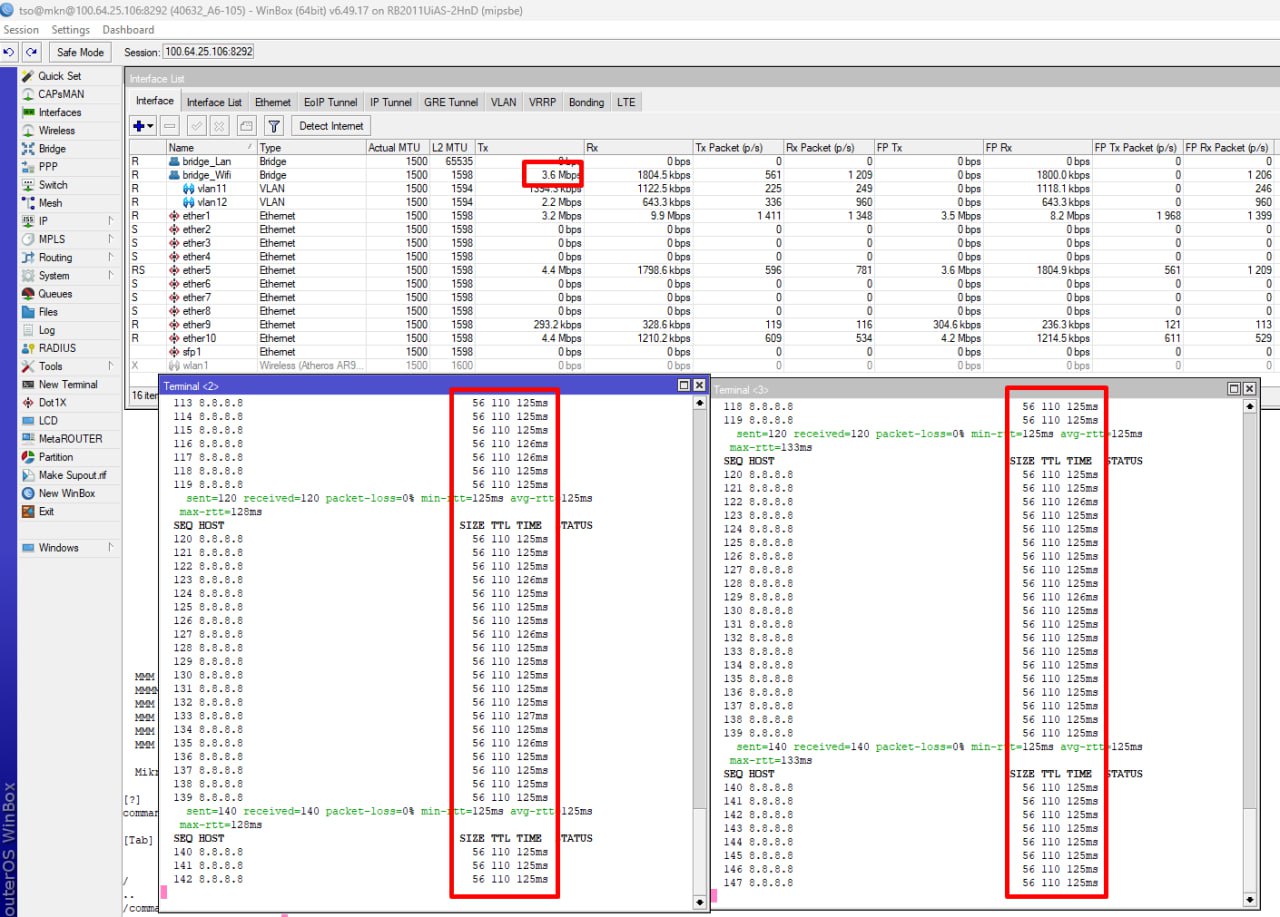 tso@mkn@100.64.25.106:8292 (40632_A6-105) - WinBox (64bit) v6.49.17 on RB2011UiAS-2HnD (mipsbe)
Session Settings Dashboard
Safe Mode Session: 100.64.25.106:8292
Quick Set
CAPsMAN
Interfaces
Wireless
Bridge
PPP
Switch
Mesh
IP
MPLS
Routing
System
Queues
Files
Log
RADIUS
Tools
New Terminal
Dot1X
LCD
MetaROUTER
Partition
Make Supout.rif
New WinBox
Exit
Windows
outerOS WinBox
Interface List
Interface Interface List Ethernet EoIP Tunnel IP Tunnel GRE Tunnel VLAN VRRP Bonding LTE
Detect Internet
Name Type Actual MTU L2 MTU Tx Rx Tx Packet (p/s) Rx Packet (p/s) FP Tx FP Rx FP Tx Packet (p/s) FP Rx Packet (p/s)
R bridge_Lan Bridge 1500 65535 0 bps 0 bps 0 0 0 bps 0 bps 0 0
R bridge_Wifi Bridge 1500 1598 3.6 Mbps 1804.5 kbps 561 1 209 0 bps 1800.0 kbps 0 1 206
R vlan11 VLAN 1500 1594 1394.3 kbps 1122.5 kbps 225 249 0 bps 1118.1 kbps 0 246
R vlan12 VLAN 1500 1594 2.2 Mbps 643.3 kbps 336 960 0 bps 643.3 kbps 0 960
R ether1 Ethernet 1500 1598 3.2 Mbps 9.9 Mbps 1 411 1 348 3.5 Mbps 8.2 Mbps 1 968 1 399
S ether2 Ethernet 1500 1598 0 bps 0 bps 0 0 0 bps 0 bps 0 0
S ether3 Ethernet 1500 1598 0 bps 0 bps 0 0 0 bps 0 bps 0 0
S ether4 Ethernet 1500 1598 0 bps 0 bps 0 0 0 bps 0 bps 0 0
RS ether5 Ethernet 1500 1598 4.4 Mbps 1798.6 kbps 596 781 3.6 Mbps 1804.9 kbps 561 1 209
S ether6 Ethernet 1500 1598 0 bps 0 bps 0 0 0 bps 0 bps 0 0
S ether7 Ethernet 1500 1598 0 bps 0 bps 0 0 0 bps 0 bps 0 0
S ether8 Ethernet 1500 1598 0 bps 0 bps 0 0 0 bps 0 bps 0 0
R ether9 Ethernet 1500 1598 293.2 kbps 328.6 kbps 119 116 304.6 kbps 236.3 kbps 121 113
R ether10 Ethernet 1500 1598 4.4 Mbps 1210.2 kbps 609 534 4.2 Mbps 1214.5 kbps 611 529
sfp1 Ethernet 1500 1598 0 bps 0 bps 0 0 0 bps 0 bps 0 0
X wlan1 Wireless (Atheros AR9... 1500 1600 0 bps 0 bps 0 0 0 bps 0 bps 0 0
16 iter
MMM
MMMM
MMM
MMM
MMM
MMM
Mikr
[?]
comman
[Tab]
/
..
/comma
Terminal <2>
113 8.8.8.8 56 110 125ms
114 8.8.8.8 56 110 125ms
115 8.8.8.8 56 110 125ms
116 8.8.8.8 56 110 126ms
117 8.8.8.8 56 110 126ms
118 8.8.8.8 56 110 125ms
119 8.8.8.8 56 110 125ms
sent=120 received=120 packet-loss=0% min-rtt=125ms avg-rtt=125ms
max-rtt=128ms
SEQ HOST SIZE TTL TIME TATUS
120 8.8.8.8 56 110 125ms
121 8.8.8.8 56 110 125ms
122 8.8.8.8 56 110 125ms
123 8.8.8.8 56 110 126ms
124 8.8.8.8 56 110 125ms
125 8.8.8.8 56 110 125ms
126 8.8.8.8 56 110 125ms
127 8.8.8.8 56 110 126ms
128 8.8.8.8 56 110 125ms
129 8.8.8.8 56 110 125ms
130 8.8.8.8 56 110 125ms
131 8.8.8.8 56 110 125ms
132 8.8.8.8 56 110 125ms
133 8.8.8.8 56 110 127ms
134 8.8.8.8 56 110 125ms
135 8.8.8.8 56 110 126ms
136 8.8.8.8 56 110 125ms
137 8.8.8.8 56 110 125ms
138 8.8.8.8 56 110 125ms
139 8.8.8.8 56 110 125ms
sent=140 received=140 packet-loss=0% min-rtt=125ms avg-rtt=125ms
max-rtt=128ms
SEQ HOST SIZE TTL TIME TATUS
140 8.8.8.8 56 110 125ms
141 8.8.8.8 56 110 125ms
142 8.8.8.8 56 110 125ms
Terminal <3>
118 8.8.8.8 56 110 125ms
119 8.8.8.8 56 110 125ms
sent=120 received=120 packet-loss=0% min-rtt=125ms avg-rtt=125ms
max-rtt=133ms
SEQ HOST SIZE TTL TIME STATUS
120 8.8.8.8 56 110 125ms
121 8.8.8.8 56 110 125ms
122 8.8.8.8 56 110 126ms
123 8.8.8.8 56 110 125ms
124 8.8.8.8 56 110 125ms
125 8.8.8.8 56 110 125ms
126 8.8.8.8 56 110 125ms
127 8.8.8.8 56 110 125ms
128 8.8.8.8 56 110 125ms
129 8.8.8.8 56 110 126ms
130 8.8.8.8 56 110 125ms
131 8.8.8.8 56 110 125ms
132 8.8.8.8 56 110 125ms
133 8.8.8.8 56 110 125ms
134 8.8.8.8 56 110 125ms
135 8.8.8.8 56 110 125ms
136 8.8.8.8 56 110 125ms
137 8.8.8.8 56 110 125ms
138 8.8.8.8 56 110 125ms
139 8.8.8.8 56 110 125ms
sent=140 received=140 packet-loss=0% min-rtt=125ms avg-rtt=125ms
max-rtt=133ms
SEQ HOST SIZE TTL TIME STATUS
140 8.8.8.8 56 110 125ms
141 8.8.8.8 56 110 125ms
142 8.8.8.8 56 110 125ms
143 8.8.8.8 56 110 125ms
144 8.8.8.8 56 110 125ms
145 8.8.8.8 56 110 125ms
146 8.8.8.8 56 110 125ms
147 8.8.8.8 56 110 125ms